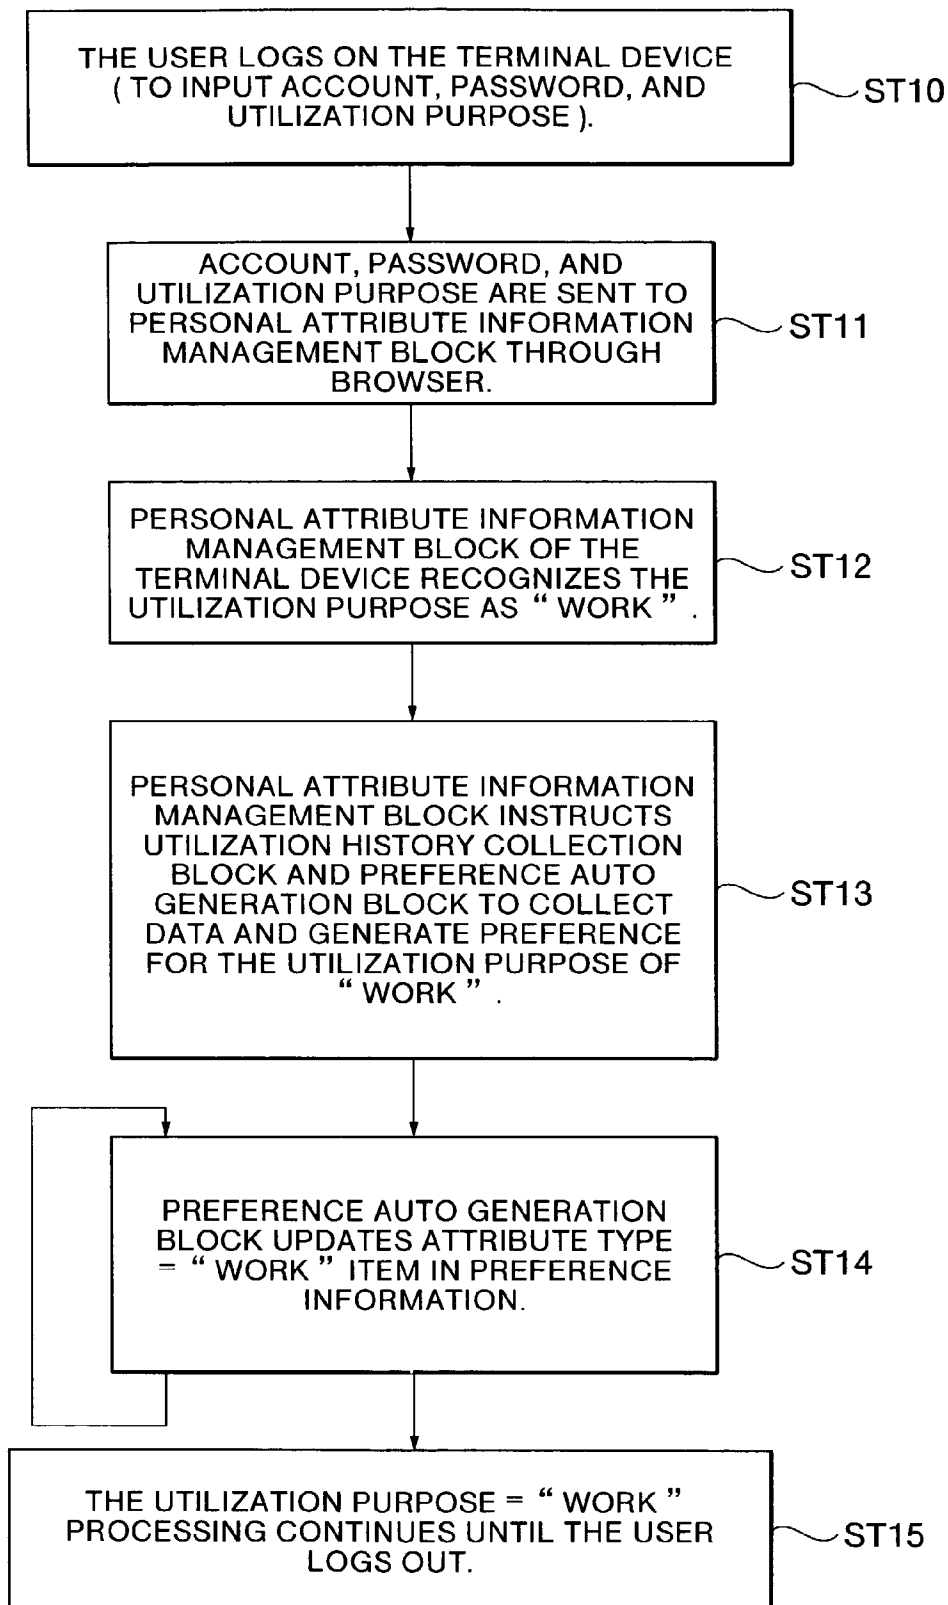 THE USER LOGS ON THE TERMINAL DEVICE
( TO INPUT ACCOUNT, PASSWORD, AND
UTILIZATION PURPOSE ).
ST10
ACCOUNT, PASSWORD, AND
UTILIZATION PURPOSE ARE SENT TO
PERSONAL ATTRIBUTE INFORMATION
MANAGEMENT BLOCK THROUGH
BROWSER.
ST11
PERSONAL ATTRIBUTE INFORMATION
MANAGEMENT BLOCK OF THE
TERMINAL DEVICE RECOGNIZES THE
UTILIZATION PURPOSE AS “ WORK ” .
ST12
PERSONAL ATTRIBUTE INFORMATION
MANAGEMENT BLOCK INSTRUCTS
UTILIZATION HISTORY COLLECTION
BLOCK AND PREFERENCE AUTO
GENERATION BLOCK TO COLLECT
DATA AND GENERATE PREFERENCE
FOR THE UTILIZATION PURPOSE OF
“ WORK ” .
ST13
PREFERENCE AUTO GENERATION
BLOCK UPDATES ATTRIBUTE TYPE
= “ WORK ” ITEM IN PREFERENCE
INFORMATION.
ST14
THE UTILIZATION PURPOSE = “ WORK ”
PROCESSING CONTINUES UNTIL THE USER
LOGS OUT.
ST15